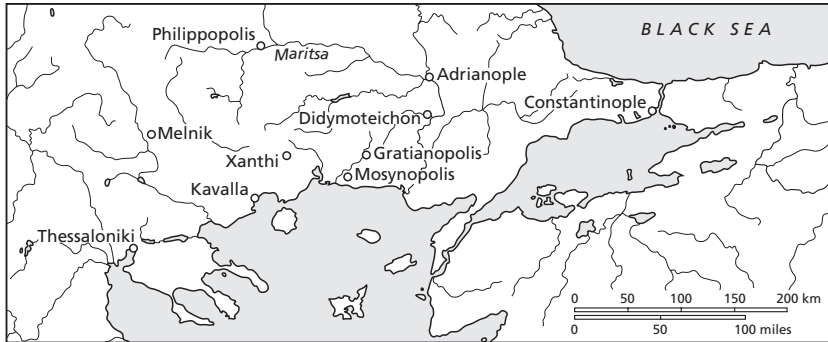 BLACK SEA
Philippopolis
Maritsa
Adrianople
Constantinople
Didymoteichon
Melnik
Xanthi
Gratianopolis
Mosynopolis
Kavalla
Thessaloniki
0 50 100 150 200 km
0 50 100 miles